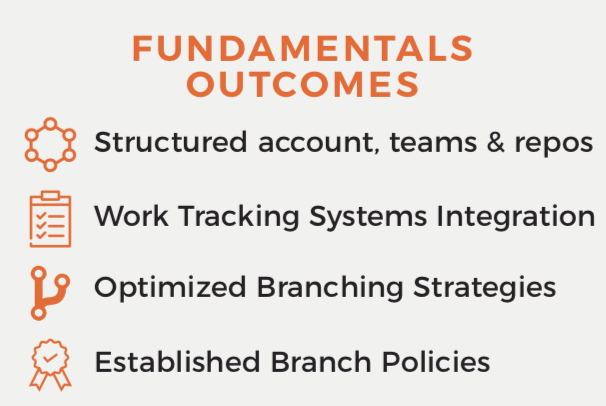 FUNDAMENTALS
OUTCOMES
Structured account, teams & repos
Work Tracking Systems Integration
Optimized Branching Strategies
Established Branch Policies